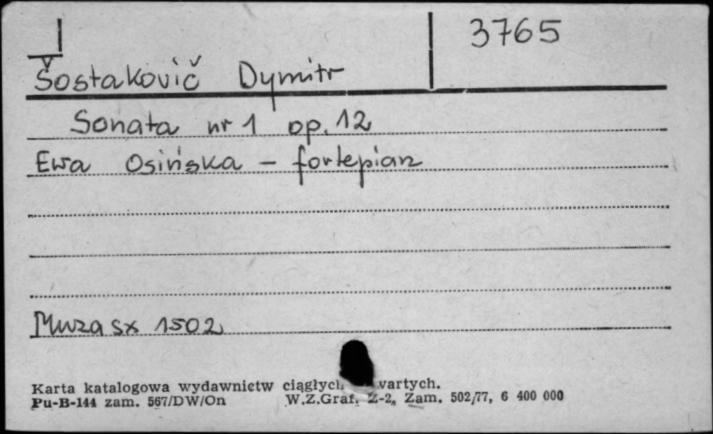 3765
Šostakovič Dymitr
Sonata nr 1 op. 12
Ewa Osińska - fortepian
Muza sx 1502
Karta katalogowa wydawnictw ciągłych
Pu-B-144 zam. 567/DW/On W.Z.Graf. Z-2, Zam. 502/77, 6 400 000